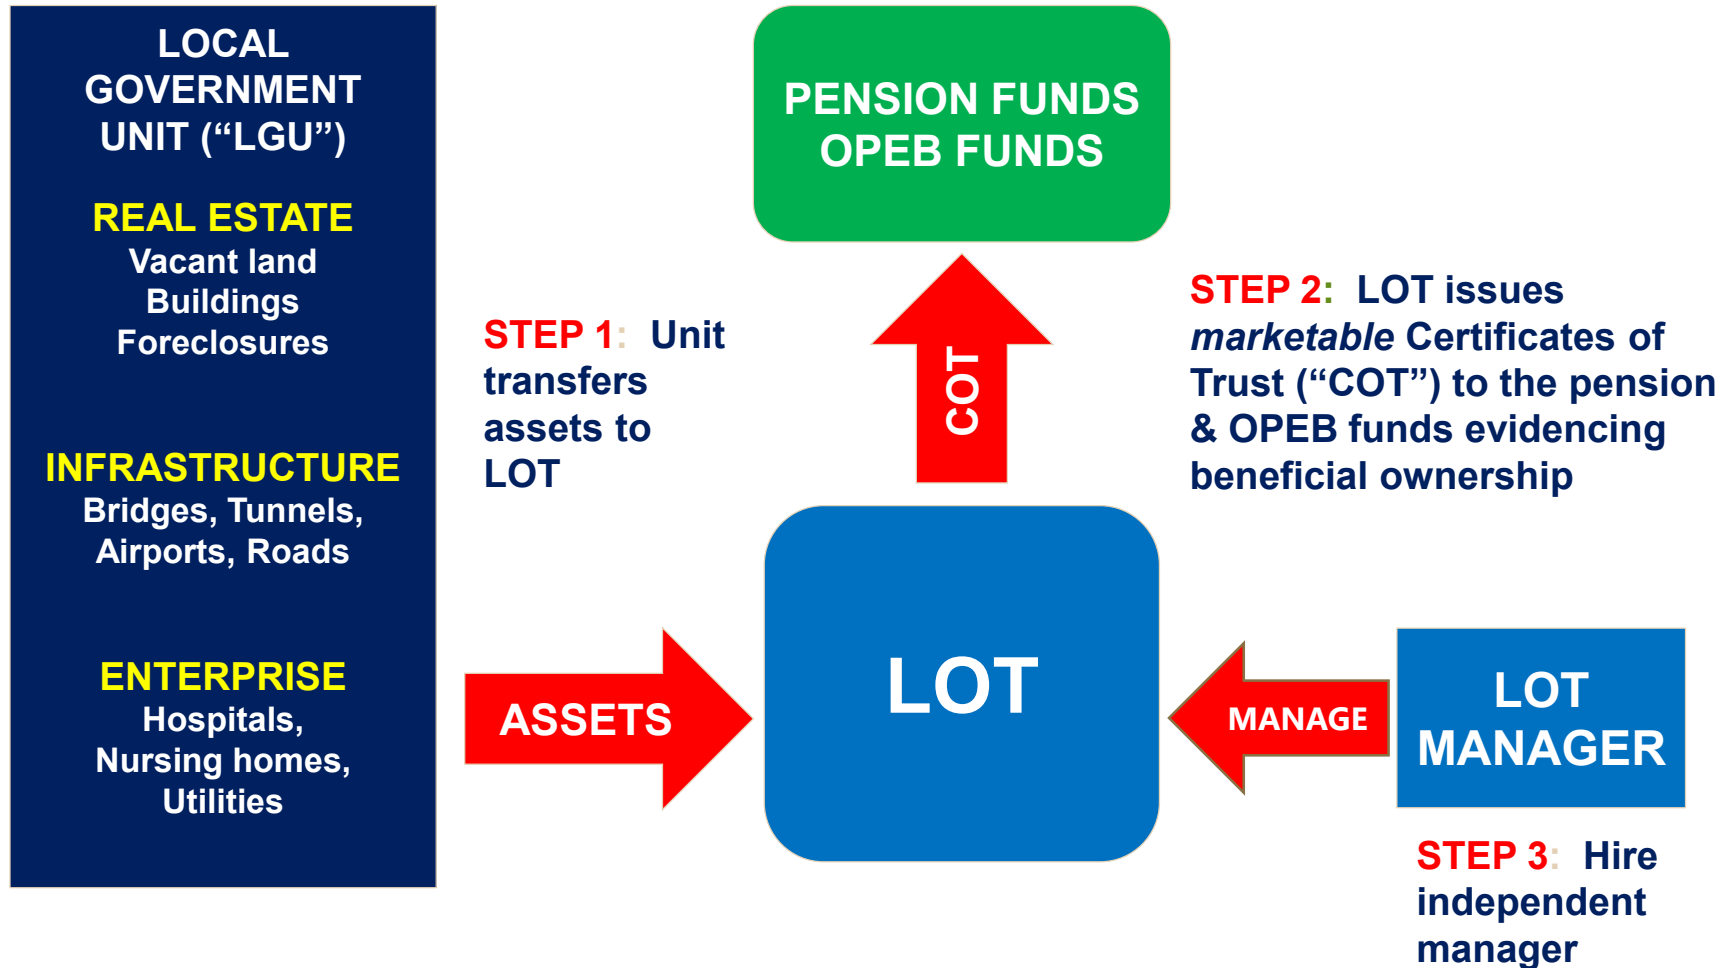 LOCAL
GOVERNMENT
UNIT (“LGU”)
REAL ESTATE
Vacant land
Buildings
Foreclosures
INFRASTRUCTURE
Bridges, Tunnels,
Airports, Roads
ENTERPRISE
Hospitals,
Nursing homes,
Utilities
STEP 1: Unit
transfers
assets to
LOT
ASSETS
PENSION FUNDS
OPEB FUNDS
COT
LOT
STEP 2: LOT issues
marketable Certificates of
Trust (“COT”) to the pension
& OPEB funds evidencing
beneficial ownership
MANAGE
LOT
MANAGER
STEP 3: Hire
independent
manager